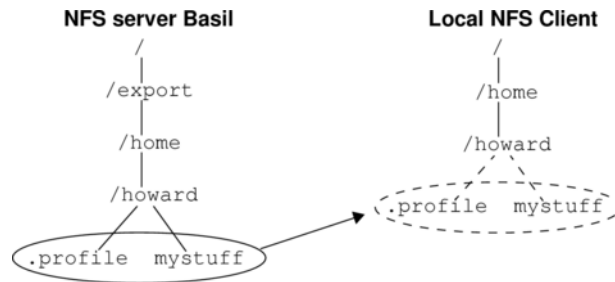 NFS server Basil
/
/export
/home
/howard
.profile mystuff
Local NFS Client
/
/home
/howard
.profile mystuff